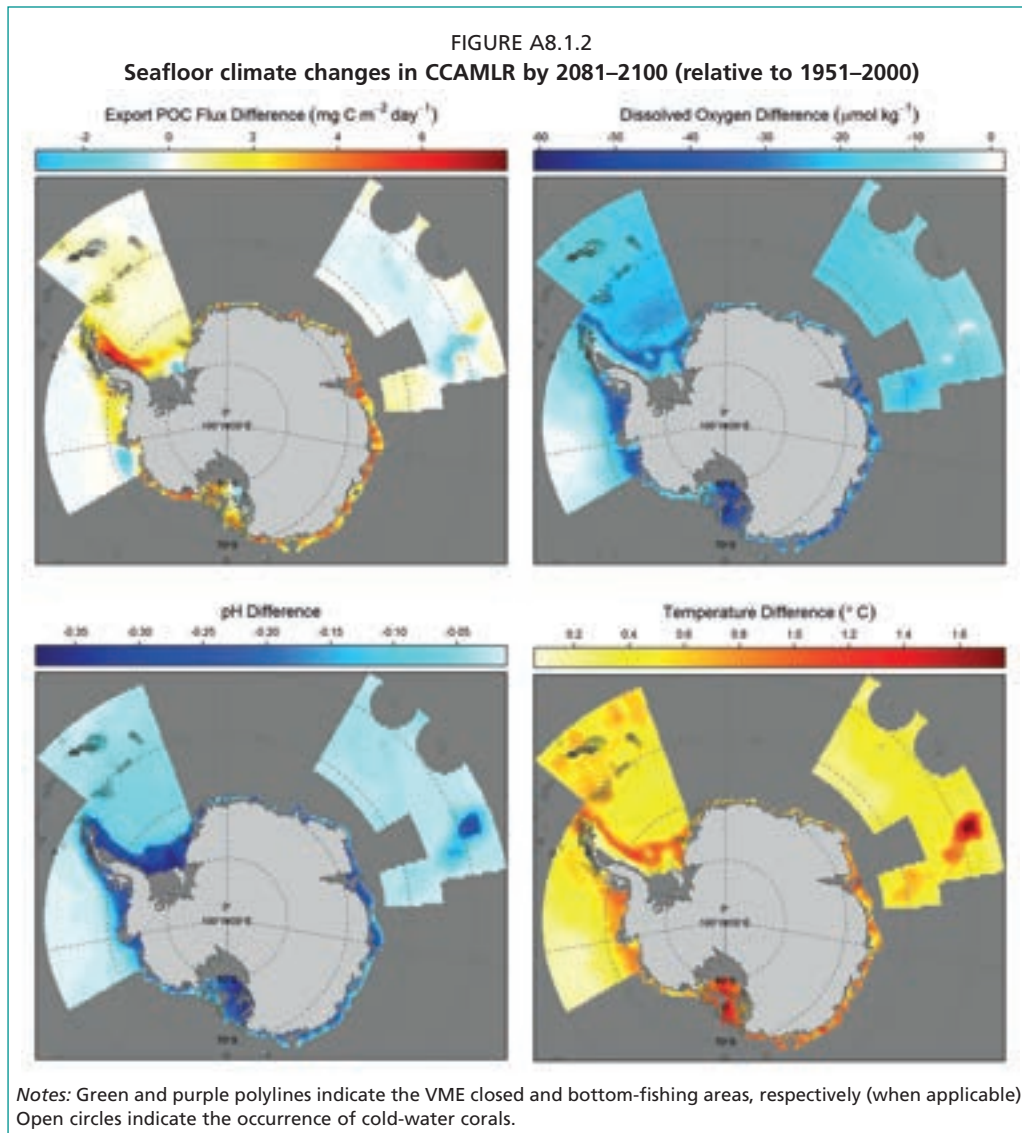 FIGURE A8.1.2
Seafloor climate changes in CCAMLR by 2081–2100 (relative to 1951–2000)
Export POC Flux Difference (mg C m⁻² day⁻¹)
-2 0 2 4 6
Dissolved Oxygen Difference (µmol kg⁻¹)
-60 -50 -40 -30 -20 -10 0
0°
0°
pH Difference
-0.35 -0.30 -0.25 -0.20 -0.15 -0.10 -0.05
Temperature Difference (° C)
0.2 0.4 0.6 0.8 1.0 1.2 1.4 1.6
0°
0°
Notes: Green and purple polylines indicate the VME closed and bottom-fishing areas, respectively (when applicable)
Open circles indicate the occurrence of cold-water corals.